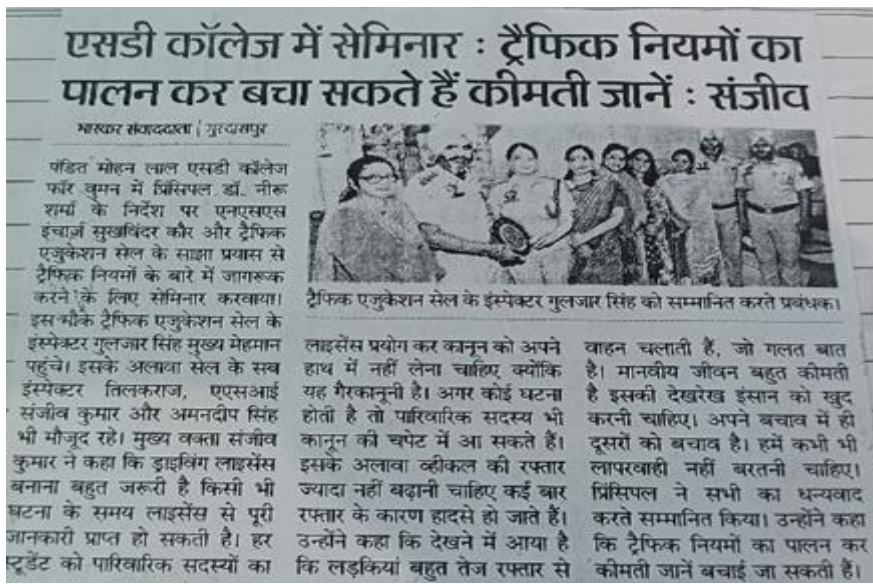 एसडी कॉलेज में सेमिनार : ट्रैफिक नियमों का
पालन कर बचा सकते हैं कीमती जानें : संजीव
भास्कर संवाददाता | गुरदासपुर
पंडित मोहन लाल एसडी कॉलेज
फॉर वुमन में प्रिंसिपल डॉ. नीरू
शर्मा के निर्देश पर एनएसएस
इंचार्ज सुखविंदर कौर और ट्रैफिक
एजुकेशन सेल के साझा प्रयास से
ट्रैफिक नियमों के बारे में जागरूक
करने के लिए सेमिनार करवाया।
इस मौके ट्रैफिक एजुकेशन सेल के
इंस्पेक्टर गुलजार सिंह मुख्य मेहमान
पहुंचे। इसके अलावा सेल के सब
इंस्पेक्टर तिलकराज, एएसआई
संजीव कुमार और अमनदीप सिंह
भी मौजूद रहे। मुख्य वक्ता संजीव
कुमार ने कहा कि ड्राइविंग लाइसेंस
बनाना बहुत जरूरी है किसी भी
घटना के समय लाइसेंस से पूरी
जानकारी प्राप्त हो सकती है। हर
स्टूडेंट को पारिवारिक सदस्यों का
ट्रैफिक एजुकेशन सेल के इंस्पेक्टर गुलजार सिंह को सम्मानित करते प्रबंधक।
लाइसेंस प्रयोग कर कानून को अपने
हाथ में नहीं लेना चाहिए क्योंकि
यह गैरकानूनी है। अगर कोई घटना
होती है तो पारिवारिक सदस्य भी
कानून की चपेट में आ सकते हैं।
इसके अलावा व्हीकल की रफ्तार
ज्यादा नहीं बढ़ानी चाहिए कई बार
रफ्तार के कारण हादसे हो जाते हैं।
उन्होंने कहा कि देखने में आया है
कि लड़कियां बहुत तेज रफ्तार से
वाहन चलाती हैं, जो गलत बात
है। मानवीय जीवन बहुत कीमती
है इसकी देखरेख इंसान को खुद
करनी चाहिए। अपने बचाव में ही
दूसरों को बचाव है। हमें कभी भी
लापरवाही नहीं बरतनी चाहिए।
प्रिंसिपल ने सभी का धन्यवाद
करते सम्मानित किया। उन्होंने कहा
कि ट्रैफिक नियमों का पालन कर
कीमती जानें बचाई जा सकती हैं।